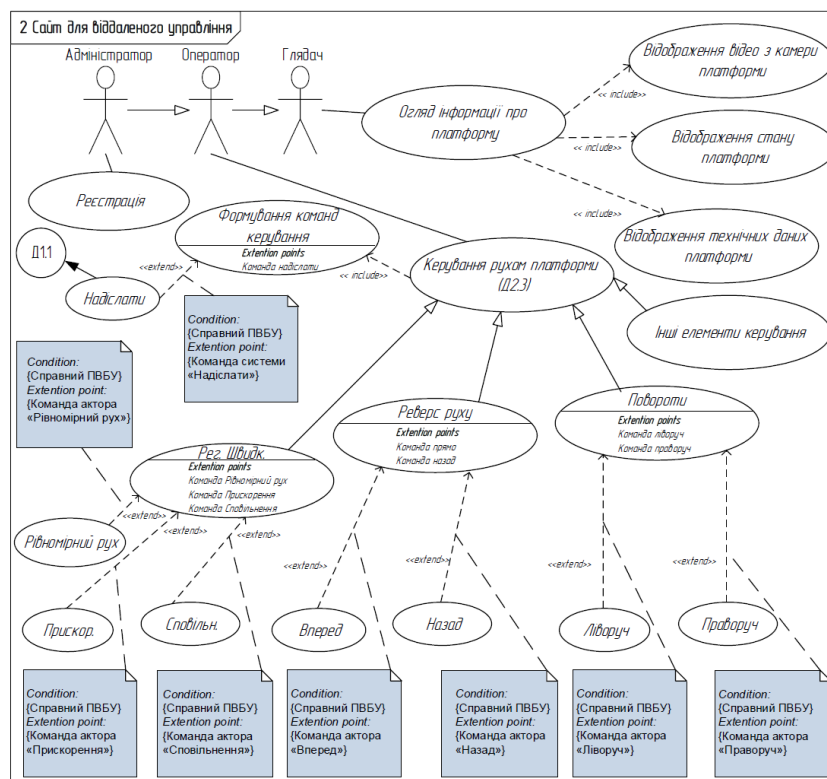 2 Сайт для віддаленого управління
Адміністратор
Оператор
Глядач
Огляд інформації про
платформу
<< include>>
Відображення відео з камери
платформи
<< include>>
Відображення стану
платформи
<< include>>
Відображення технічних даних
платформи
Реєстрація
Формування команд
керування
Extention points
Команда надіслати
<< include>>
Керування рухом платформи
(Д2.3)
Д1.1
<<extend>>
Надіслати
Інші елементи керування
Condition:
{Справний ПВБУ}
Extention point:
{Команда системи
«Надіслати»}
Condition:
{Справний ПВБУ}
Extention point:
{Команда актора
«Рівномірний рух»}
Рег. Швидк.
Extention points
Команда Рівномірний рух
Команда Прискорення
Команда Сповільнення
Реверс руху
Extention points
Команда прямо
Команда назад
Повороти
Extention points
Команда ліворуч
Команда праворуч
<<extend>>
<<extend>>
<<extend>>
<<extend>>
<<extend>>
<<extend>>
<<extend>>
Рівномірний рух
Прискор.
Сповільн.
Вперед
Назад
Ліворуч
Праворуч
Condition:
{Справний ПВБУ}
Extention point:
{Команда актора
«Прискорення»}
Condition:
{Справний ПВБУ}
Extention point:
{Команда актора
«Сповільнення»}
Condition:
{Справний ПВБУ}
Extention point:
{Команда актора
«Вперед»}
Condition:
{Справний ПВБУ}
Extention point:
{Команда актора
«Назад»}
Condition:
{Справний ПВБУ}
Extention point:
{Команда актора
«Ліворуч»}
Condition:
{Справний ПВБУ}
Extention point:
{Команда актора
«Праворуч»}